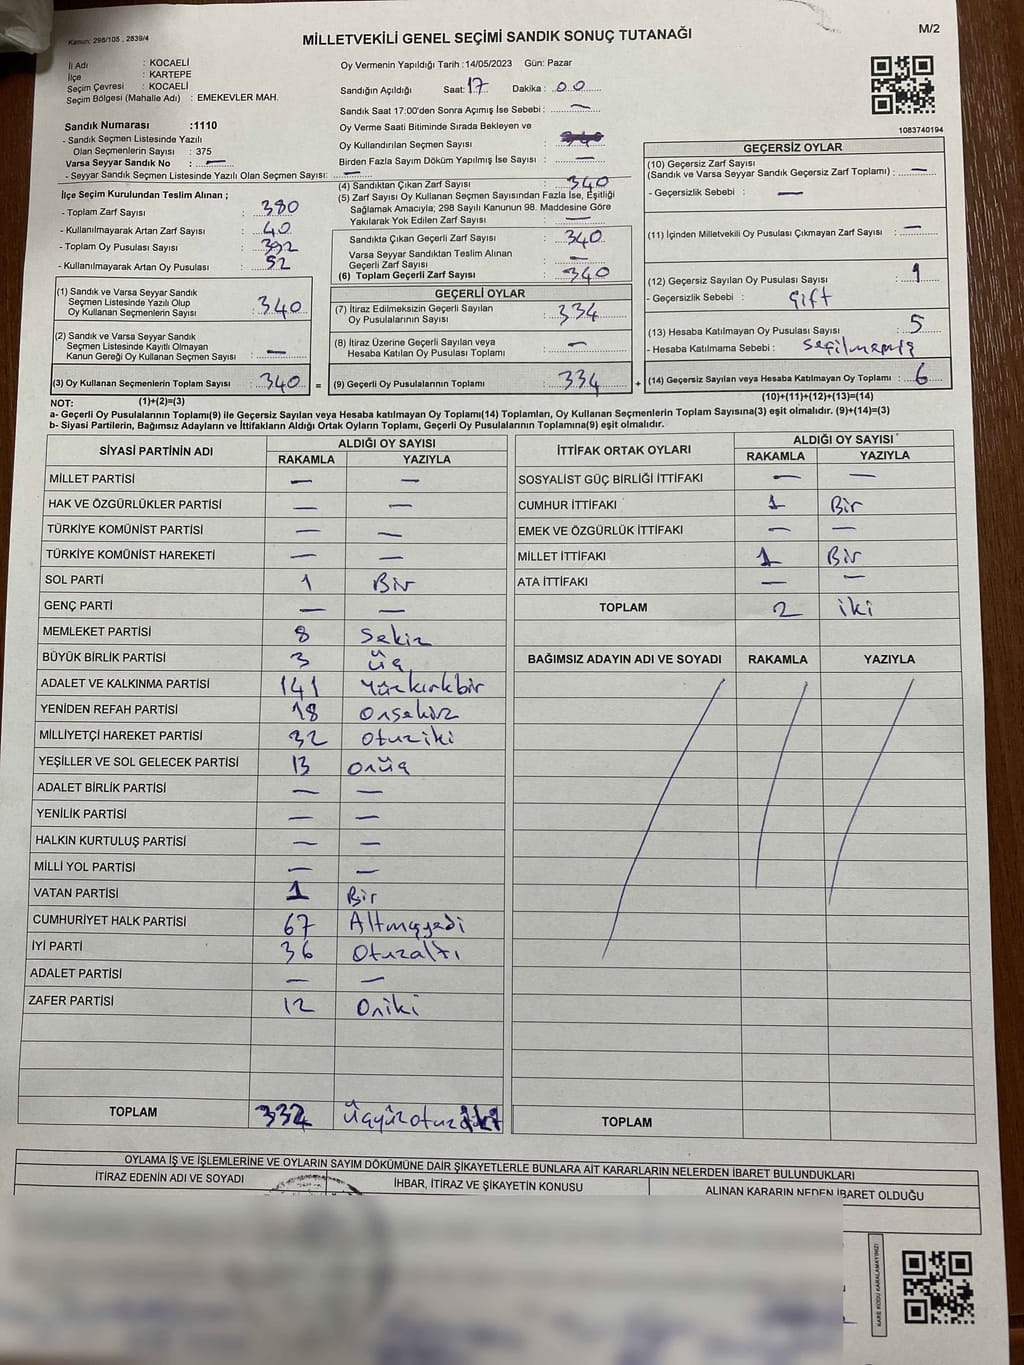 Kanun; 298/105 , 2839/4
MİLLETVEKİLİ GENEL SEÇİMİ SANDIK SONUÇ TUTANAĞI
M/2
İl Adı : KOCAELİ
İlçe : KARTEPE
Seçim Çevresi : KOCAELİ
Seçim Bölgesi (Mahalle Adı) : EMEKEVLER MAH.
Sandık Numarası :1110
- Sandık Seçmen Listesinde Yazılı
Olan Seçmenlerin Sayısı : 375
Varsa Seyyar Sandık No : —
- Seyyar Sandık Seçmen Listesinde Yazılı Olan Seçmen Sayısı: —
İlçe Seçim Kurulundan Teslim Alınan ;
- Toplam Zarf Sayısı : 380
- Kullanılmayarak Artan Zarf Sayısı : 40
- Toplam Oy Pusulası Sayısı : 392
- Kullanılmayarak Artan Oy Pusulası : 52
Oy Vermenin Yapıldığı Tarih :14/05/2023 Gün: Pazar
Sandığın Açıldığı Saat: 17 Dakika : 00
Sandık Saat 17:00'den Sonra Açımış İse Sebebi : —
Oy Verme Saati Bitiminde Sırada Bekleyen ve
Oy Kullandırılan Seçmen Sayısı :
Birden Fazla Sayım Döküm Yapılmış İse Sayısı : —
(4) Sandıktan Çıkan Zarf Sayısı : 340
(5) Zarf Sayısı Oy Kullanan Seçmen Sayısından Fazla İse, Eşitliği
Sağlamak Amacıyla; 298 Sayılı Kanunun 98. Maddesine Göre
Yakılarak Yok Edilen Zarf Sayısı : —
Sandıkta Çıkan Geçerli Zarf Sayısı : 340
Varsa Seyyar Sandıktan Teslim Alınan
Geçerli Zarf Sayısı : —
(6) Toplam Geçerli Zarf Sayısı : 340
1083740194
GEÇERSİZ OYLAR
(10) Geçersiz Zarf Sayısı
(Sandık ve Varsa Seyyar Sandık Geçersiz Zarf Toplamı) : —
- Geçersizlik Sebebi : —
(11) İçinden Milletvekili Oy Pusulası Çıkmayan Zarf Sayısı : —
(12) Geçersiz Sayılan Oy Pusulası Sayısı : 1
- Geçersizlik Sebebi : Çift
(13) Hesaba Katılmayan Oy Pusulası Sayısı : 5
- Hesaba Katılmama Sebebi : seçilmemiş
(14) Geçersiz Sayılan veya Hesaba Katılmayan Oy Toplamı : 6
(10)+(11)+(12)+(13)=(14)
(1) Sandık ve Varsa Seyyar Sandık
Seçmen Listesinde Yazılı Olup
Oy Kullanan Seçmenlerin Sayısı : 340
(2) Sandık ve Varsa Seyyar Sandık
Seçmen Listesinde Kayıtlı Olmayan
Kanun Gereği Oy Kullanan Seçmen Sayısı : —
(3) Oy Kullanan Seçmenlerin Toplam Sayısı : 340 =
GEÇERLİ OYLAR
(7) İtiraz Edilmeksizin Geçerli Sayılan
Oy Pusulalarının Sayısı : 334
(8) İtiraz Üzerine Geçerli Sayılan veya
Hesaba Katılan Oy Pusulası Toplamı : —
(9) Geçerli Oy Pusulalarının Toplamı : 334 +
NOT: (1)+(2)=(3)
a- Geçerli Oy Pusulaları Toplamı(9) ile Geçersiz Sayılan veya Hesaba katılmayan Oy Toplamı(14) Toplamları, Oy Kullanan Seçmenlerin Toplam Sayısına(3) eşit olmalıdır. (9)+(14)=(3)
b- Siyasi Partilerin, Bağımsız Adayların ve İttifakların Aldığı Ortak Oyların Toplamı, Geçerli Oy Pusulalarının Toplamına(9) eşit olmalıdır.
SİYASİ PARTİNİN ADI ALDIĞI OY SAYISI
RAKAMLA YAZIYLA
MİLLET PARTİSİ — —
HAK VE ÖZGÜRLÜKLER PARTİSİ — —
TÜRKİYE KOMÜNİST PARTİSİ — —
TÜRKİYE KOMÜNİST HAREKETİ — —
SOL PARTİ 1 Bir
GENÇ PARTİ — —
MEMLEKET PARTİSİ 8 Sekiz
BÜYÜK BİRLİK PARTİSİ 3 Üç
ADALET VE KALKINMA PARTİSİ 141 Yüzkırkbir
YENİDEN REFAH PARTİSİ 18 Onsekiz
MİLLİYETÇİ HAREKET PARTİSİ 32 Otuziki
YEŞİLLER VE SOL GELECEK PARTİSİ 13 Onüç
ADALET BİRLİK PARTİSİ — —
YENİLİK PARTİSİ — —
HALKIN KURTULUŞ PARTİSİ — —
MİLLİ YOL PARTİSİ — —
VATAN PARTİSİ 1 Bir
CUMHURİYET HALK PARTİSİ 67 Altmışyedi
İYİ PARTİ 36 Otuzaltı
ADALET PARTİSİ — —
ZAFER PARTİSİ 12 Oniki
TOPLAM 332 Üçyüzotuziki
İTTİFAK ORTAK OYLARI ALDIĞI OY SAYISI
RAKAMLA YAZIYLA
SOSYALİST GÜÇ BİRLİĞİ İTTİFAKI — —
CUMHUR İTTİFAKI 1 Bir
EMEK VE ÖZGÜRLÜK İTTİFAKI — —
MİLLET İTTİFAKI 1 Bir
ATA İTTİFAKI — —
TOPLAM 2 iki
BAĞIMSIZ ADAYIN ADI VE SOYADI RAKAMLA YAZIYLA
TOPLAM
OYLAMA İŞ VE İŞLEMLERİNE VE OYLARIN SAYIM DÖKÜMÜNE DAİR ŞİKAYETLERLE BUNLARA AİT KARARLARIN NELERDEN İBARET BULUNDUKLARI
İTİRAZ EDENİN ADI VE SOYADI İHBAR, İTİRAZ VE ŞİKAYETİN KONUSU ALINAN KARARIN NEDEN İBARET OLDUĞU
KARE KODU KARALAMAYINIZ!